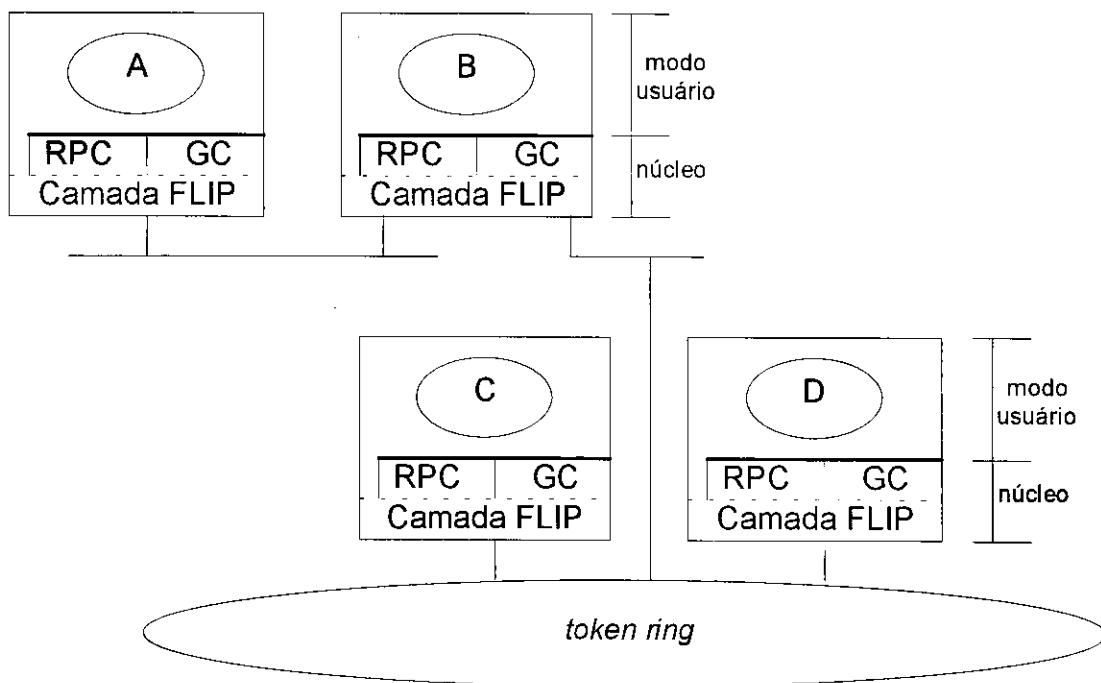 A
B
modo
usuário
RPC GC
RPC GC
núcleo
Camada FLIP
Camada FLIP
C
D
modo
usuário
RPC GC
RPC GC
núcleo
Camada FLIP
Camada FLIP
token ring